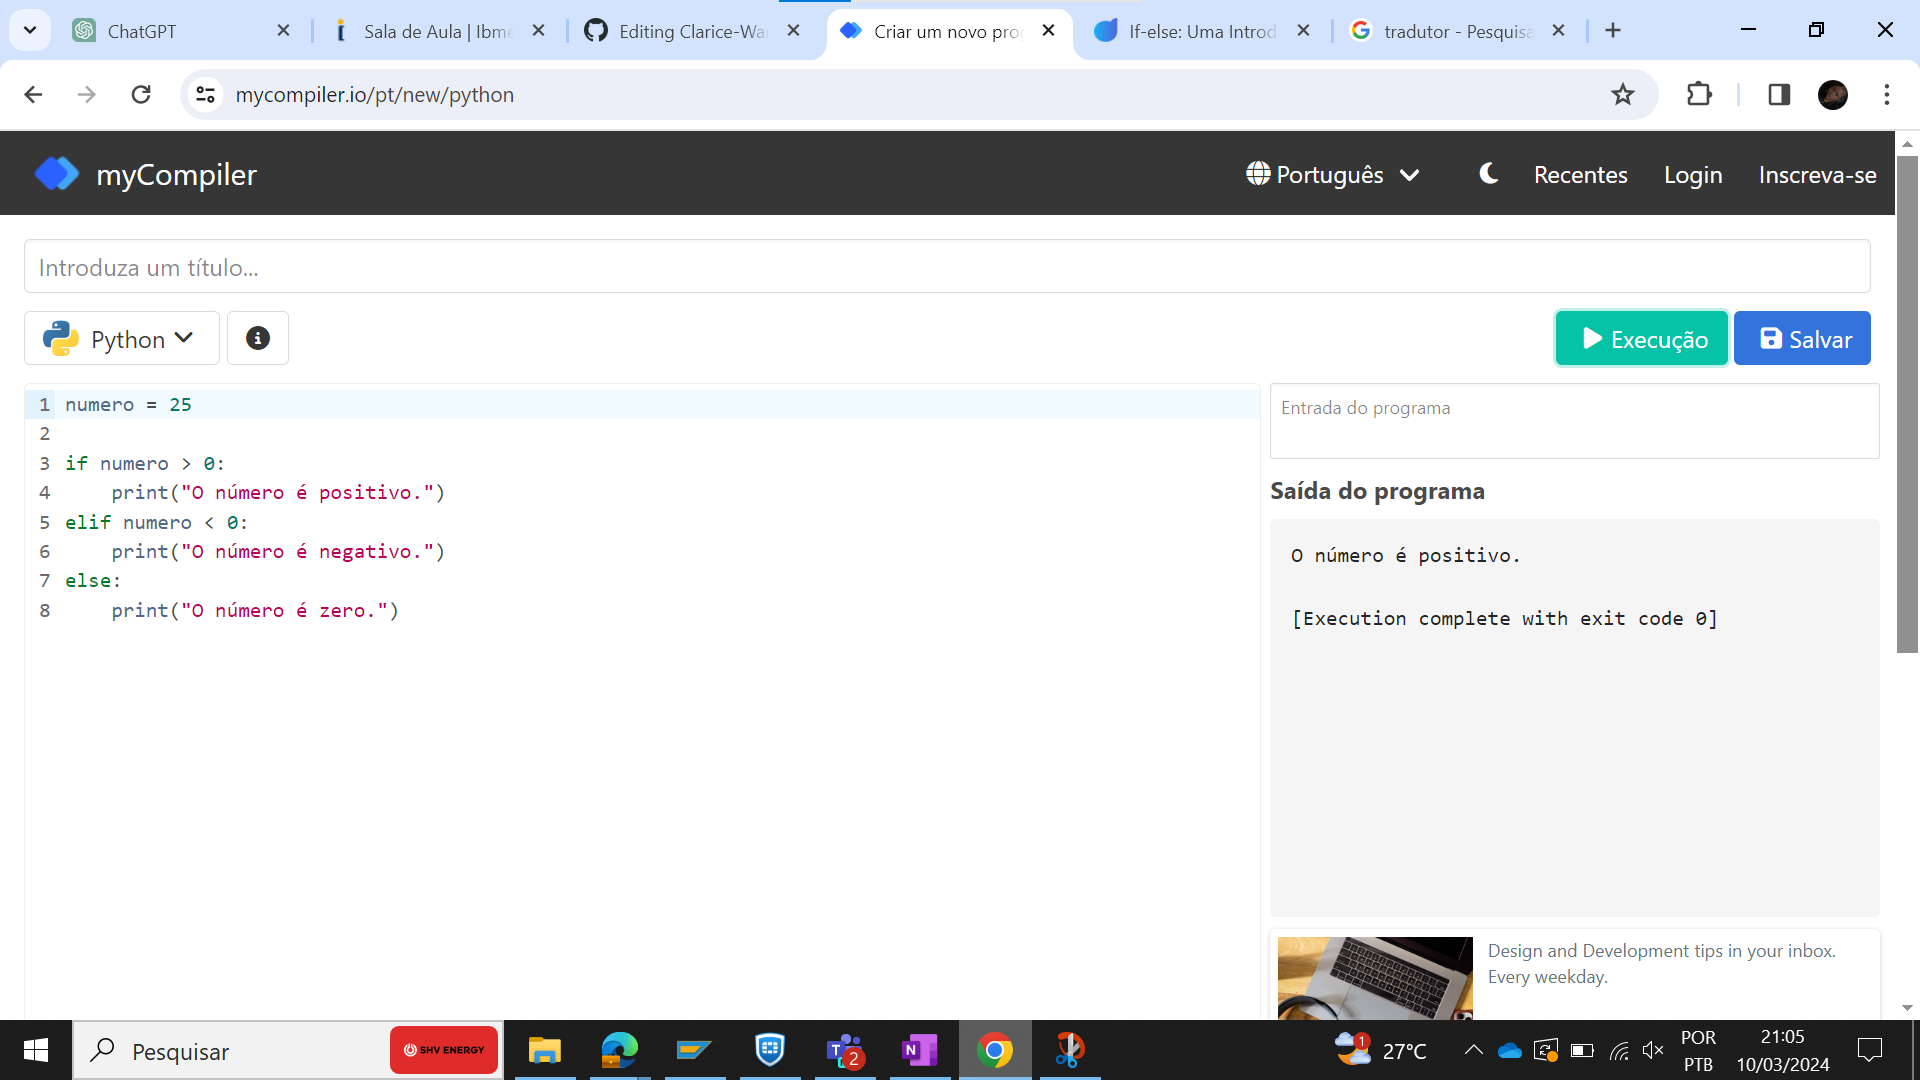 ChatGPT
Sala de Aula | Ibme
Editing Clarice-Wa
Criar um novo pro
If-else: Uma Introd
tradutor - Pesquisa
mycompiler.io/pt/new/python
myCompiler
Português
Recentes
Login
Inscreva-se
Introduza um título...
Python
Execução
Salvar
1 numero = 25
2
3 if numero > 0:
4 print("O número é positivo.")
5 elif numero < 0:
6 print("O número é negativo.")
7 else:
8 print("O número é zero.")
Entrada do programa
Saída do programa
O número é positivo.
[Execution complete with exit code 0]
Design and Development tips in your inbox.
Every weekday.
Pesquisar
SHV ENERGY
2
1
27°C
POR
PTB
21:05
10/03/2024